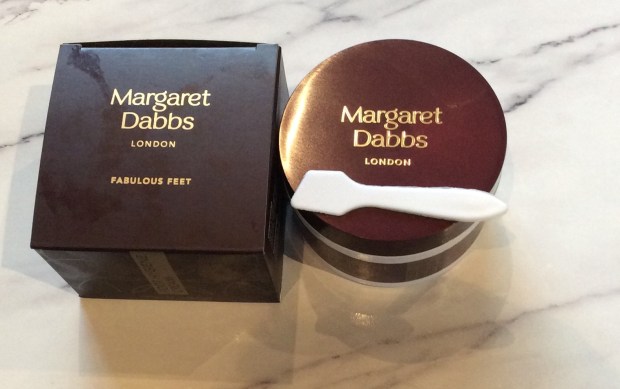 Margaret
Dabbs
LONDON
FABULOUS FEET
Margaret
Dabbs
LONDON